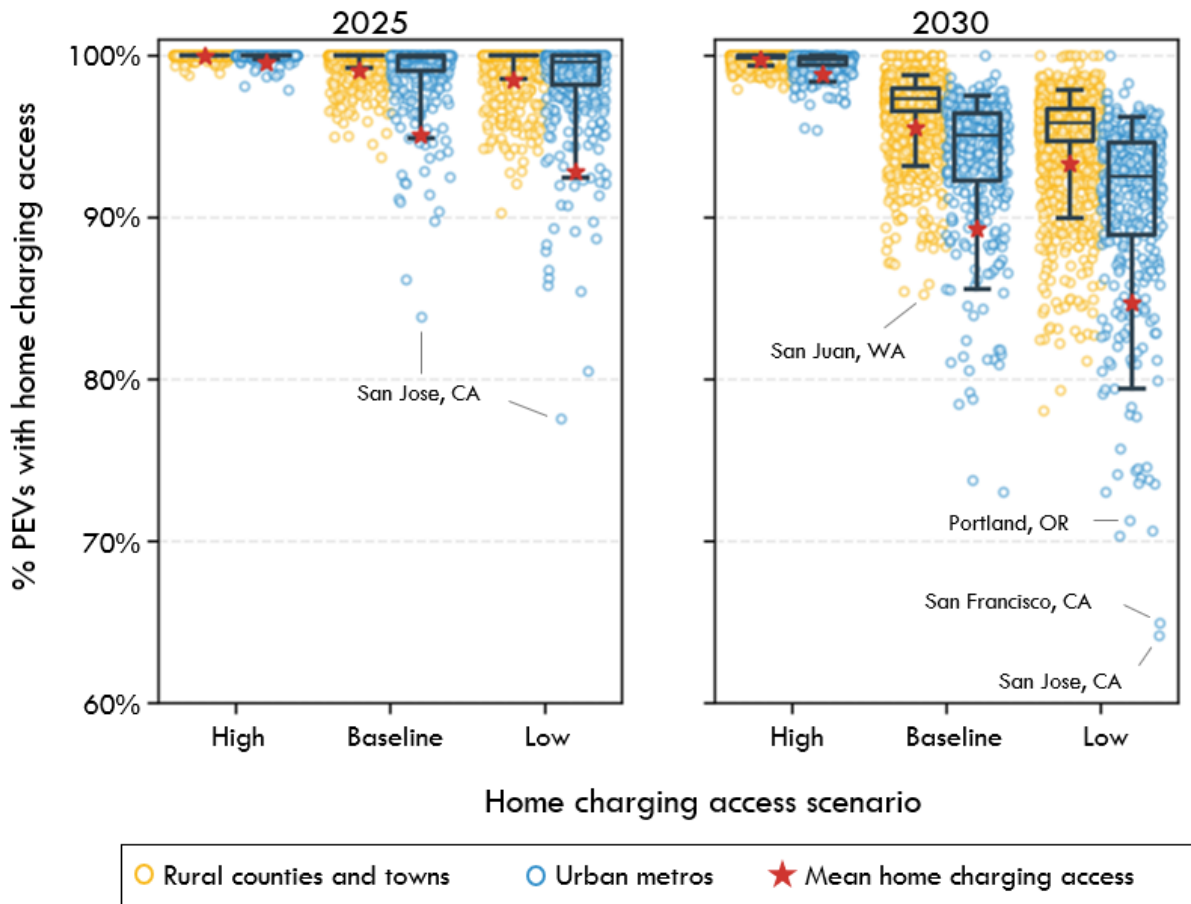 2025
2030
% PEVs with home charging access
100%
90%
80%
70%
60%
San Jose, CA
San Juan, WA
Portland, OR
San Francisco, CA
San Jose, CA
High
Baseline
Low
High
Baseline
Low
Home charging access scenario
Rural counties and towns
Urban metros
Mean home charging access